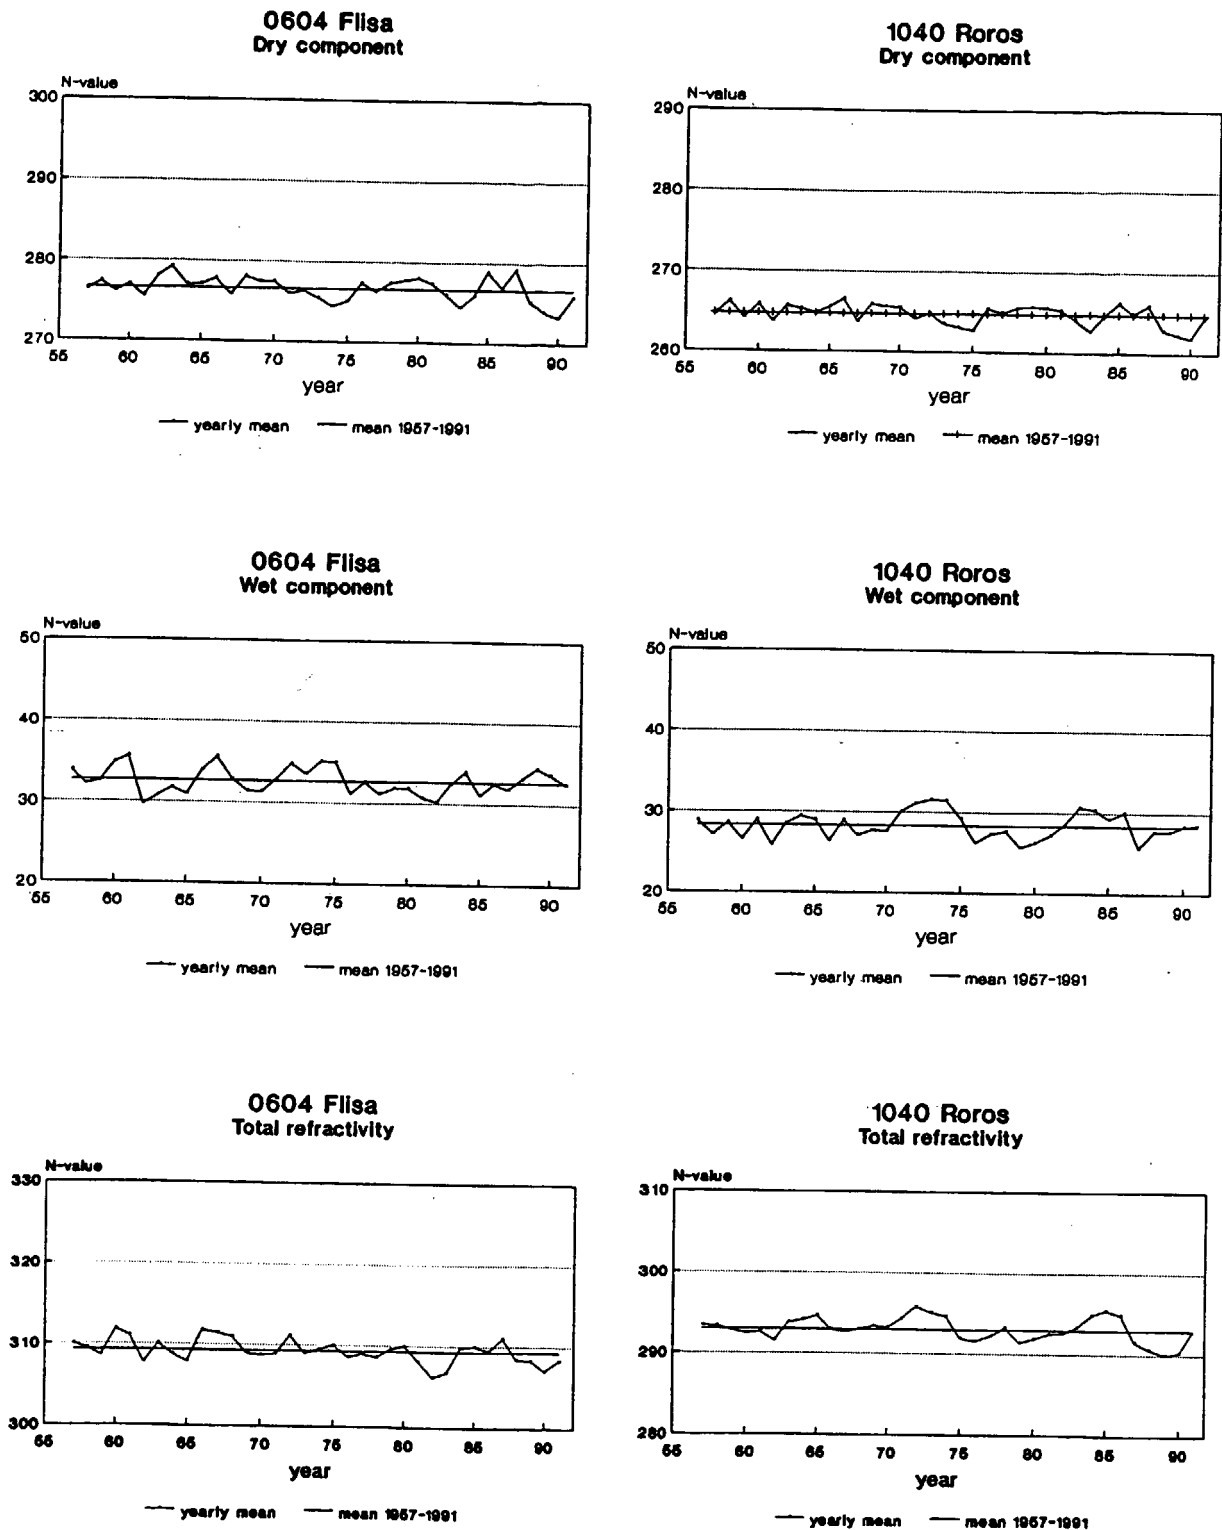 0604 Flisa
Dry component
N-value
300
290
280
270
55 60 65 70 75 80 85 90
year
yearly mean mean 1957-1991
1040 Roros
Dry component
N-value
290
280
270
260
55 60 65 70 75 80 85 90
year
yearly mean mean 1957-1991
0604 Flisa
Wet component
N-value
50
40
30
20
55 60 65 70 75 80 85 90
year
yearly mean mean 1957-1991
1040 Roros
Wet component
N-value
50
40
30
20
55 60 65 70 75 80 85 90
year
yearly mean mean 1957-1991
0604 Flisa
Total refractivity
N-value
330
320
310
300
55 60 65 70 75 80 85 90
year
yearly mean mean 1957-1991
1040 Roros
Total refractivity
N-value
310
300
290
280
55 60 65 70 75 80 85 90
year
yearly mean mean 1957-1991